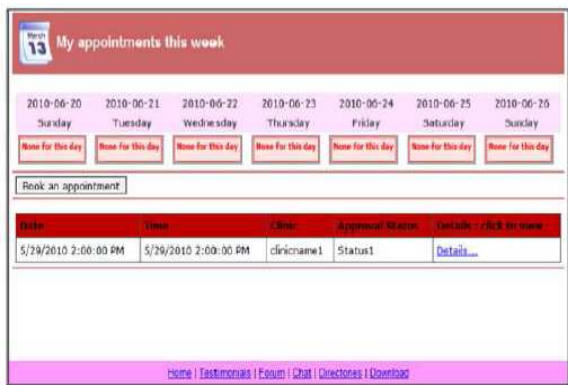 March
13
My appointments this week
2010-06-20 2010-06-21 2010-06-22 2010-06-23 2010-06-24 2010-06-25 2010-06-26
Sunday Tuesday Wednesday Thursday Friday Saturday Sunday
None for this day None for this day None for this day None for this day None for this day None for this day None for this day
Book an appointment
Date Time Clinic Approval Status Details : click to view
5/29/2010 2:00:00 PM 5/29/2010 2:00:00 PM clinicname1 Status1 Details...
Home | Testimonials | Forum | Chat | Directories | Download